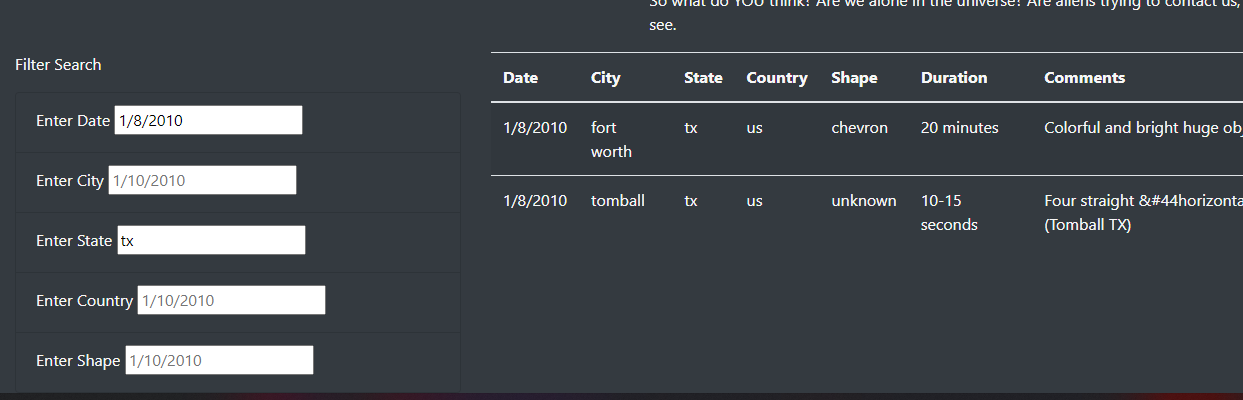 So what do YOU think? Are we alone in the universe? Are aliens trying to contact us,
see.
Filter Search
Enter Date 1/8/2010
Enter City 1/10/2010
Enter State tx
Enter Country 1/10/2010
Enter Shape 1/10/2010
Date City State Country Shape Duration Comments
1/8/2010 fort tx us chevron 20 minutes Colorful and bright huge
worth
1/8/2010 tomball tx us unknown 10-15 Four straight &#44horizonta
seconds (Tomball TX)